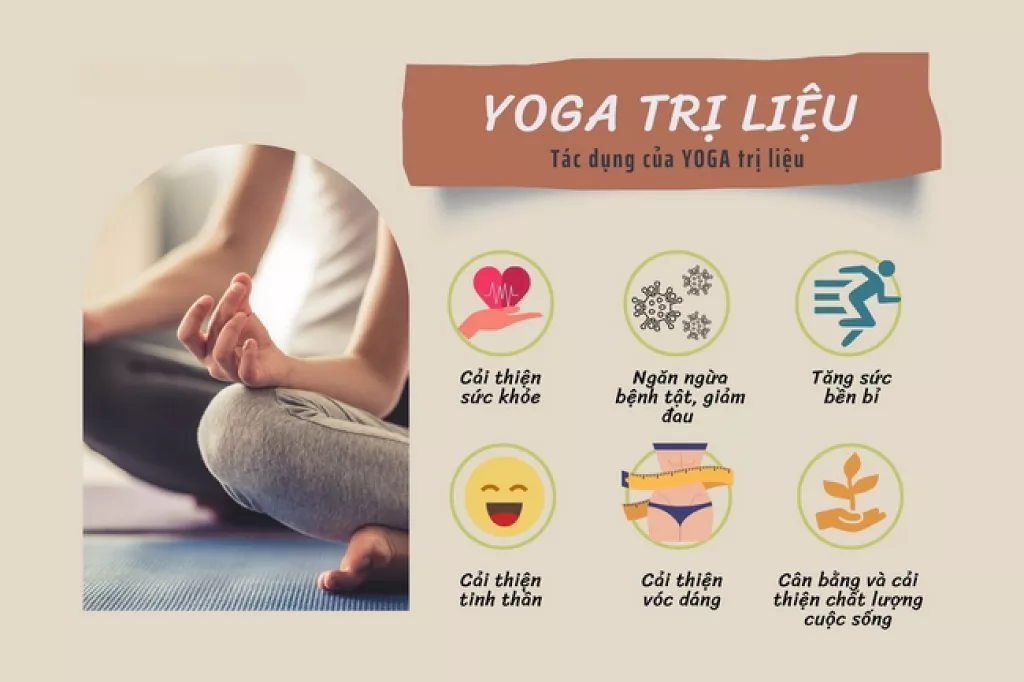 YOGA TRỊ LIỆU
Tác dụng của YOGA trị liệu
Cải thiện
sức khỏe
Ngăn ngừa
bệnh tật, giảm
đau
Tăng sức
bền bỉ
Cải thiện
tinh thần
Cải thiện
vóc dáng
Cân bằng và cải
thiện chất lượng
cuộc sống